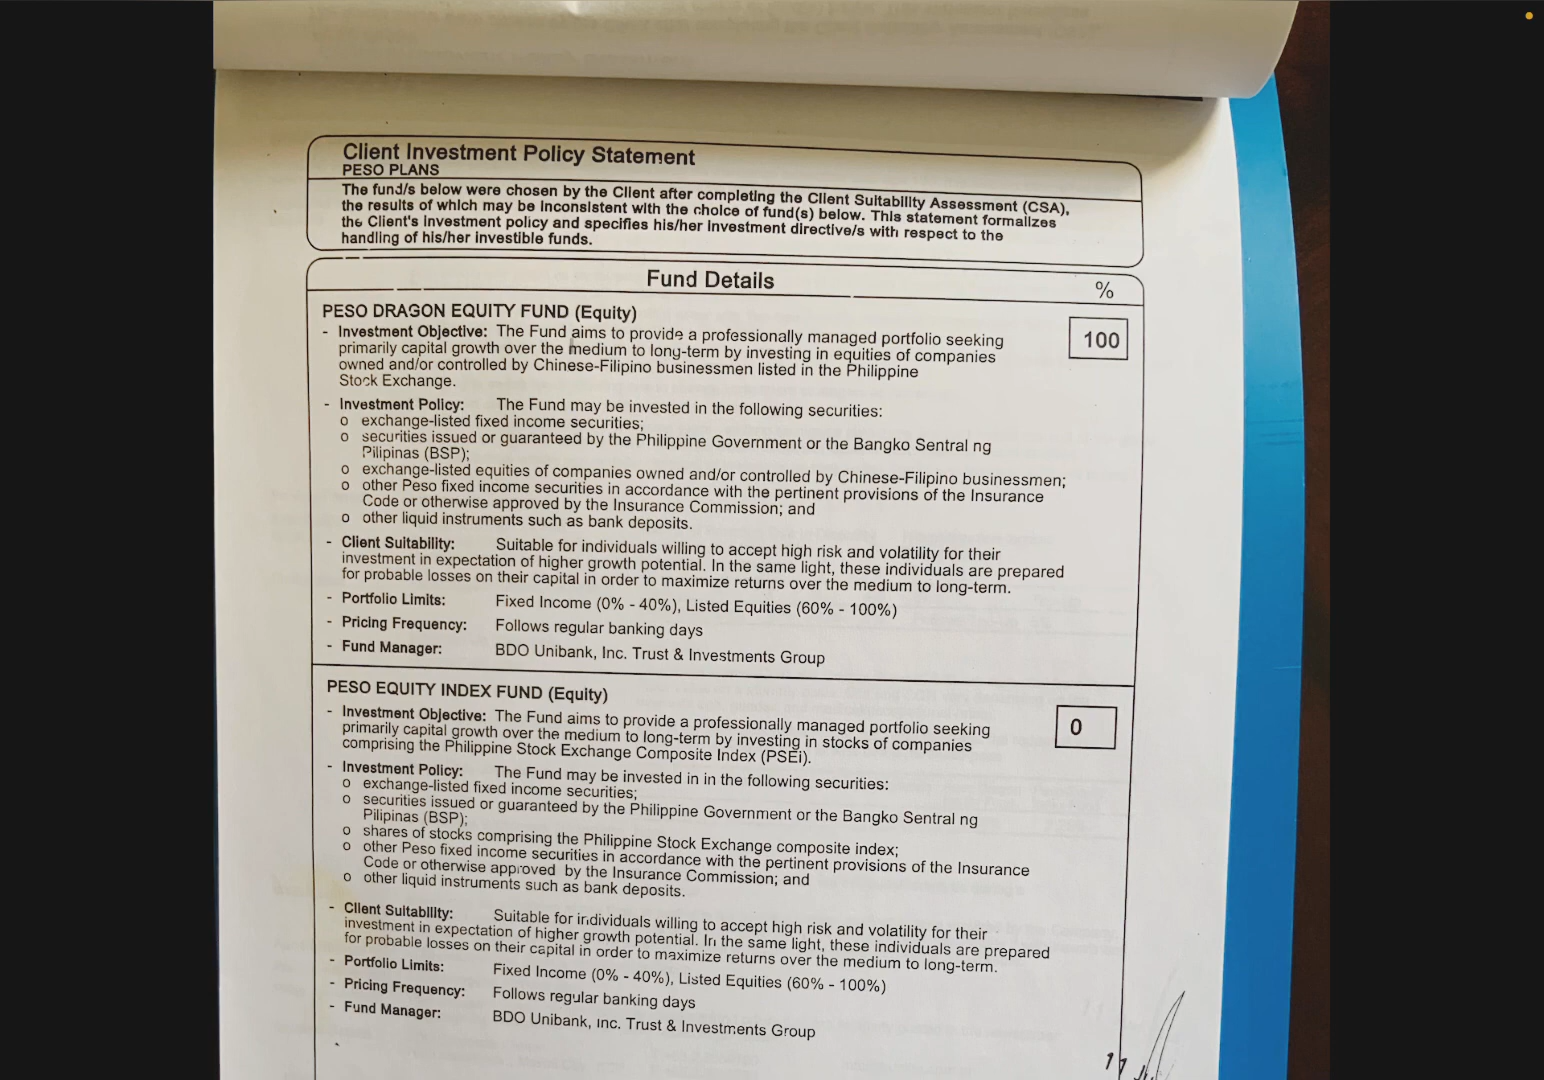 Client Investment Policy Statement
PESO PLANS
The fund/s below were chosen by the Client after completing the Client Suitability Assessment (CSA),
the results of which may be inconsistent with the choice of fund(s) below. This statement formalizes
the Client's investment policy and specifies his/her investment directive/s with respect to the
handling of his/her investible funds.
Fund Details
%
PESO DRAGON EQUITY FUND (Equity)
- Investment Objective: The Fund aims to provide a professionally managed portfolio seeking
primarily capital growth over the medium to long-term by investing in equities of companies
owned and/or controlled by Chinese-Filipino businessmen listed in the Philippine
Stock Exchange.
100
- Investment Policy: The Fund may be invested in the following securities:
o exchange-listed fixed income securities;
o securities issued or guaranteed by the Philippine Government or the Bangko Sentral ng
Pilipinas (BSP);
o exchange-listed equities of companies owned and/or controlled by Chinese-Filipino businessmen;
o other Peso fixed income securities in accordance with the pertinent provisions of the Insurance
Code or otherwise approved by the Insurance Commission; and
o other liquid instruments such as bank deposits.
- Client Suitability: Suitable for individuals willing to accept high risk and volatility for their
investment in expectation of higher growth potential. In the same light, these individuals are prepared
for probable losses on their capital in order to maximize returns over the medium to long-term.
- Portfolio Limits: Fixed Income (0% - 40%), Listed Equities (60% - 100%)
- Pricing Frequency: Follows regular banking days
- Fund Manager: BDO Unibank, Inc. Trust & Investments Group
PESO EQUITY INDEX FUND (Equity)
- Investment Objective: The Fund aims to provide a professionally managed portfolio seeking
primarily capital growth over the medium to long-term by investing in stocks of companies
comprising the Philippine Stock Exchange Composite Index (PSEi).
0
- Investment Policy: The Fund may be invested in in the following securities:
o exchange-listed fixed income securities;
o securities issued or guaranteed by the Philippine Government or the Bangko Sentral ng
Pilipinas (BSP);
o shares of stocks comprising the Philippine Stock Exchange composite index;
o other Peso fixed income securities in accordance with the pertinent provisions of the Insurance
Code or otherwise approved by the Insurance Commission; and
o other liquid instruments such as bank deposits.
- Client Suitability: Suitable for individuals willing to accept high risk and volatility for their
investment in expectation of higher growth potential. In the same light, these individuals are prepared
for probable losses on their capital in order to maximize returns over the medium to long-term.
- Portfolio Limits: Fixed Income (0% - 40%), Listed Equities (60% - 100%)
- Pricing Frequency: Follows regular banking days
- Fund Manager: BDO Unibank, Inc. Trust & Investments Group